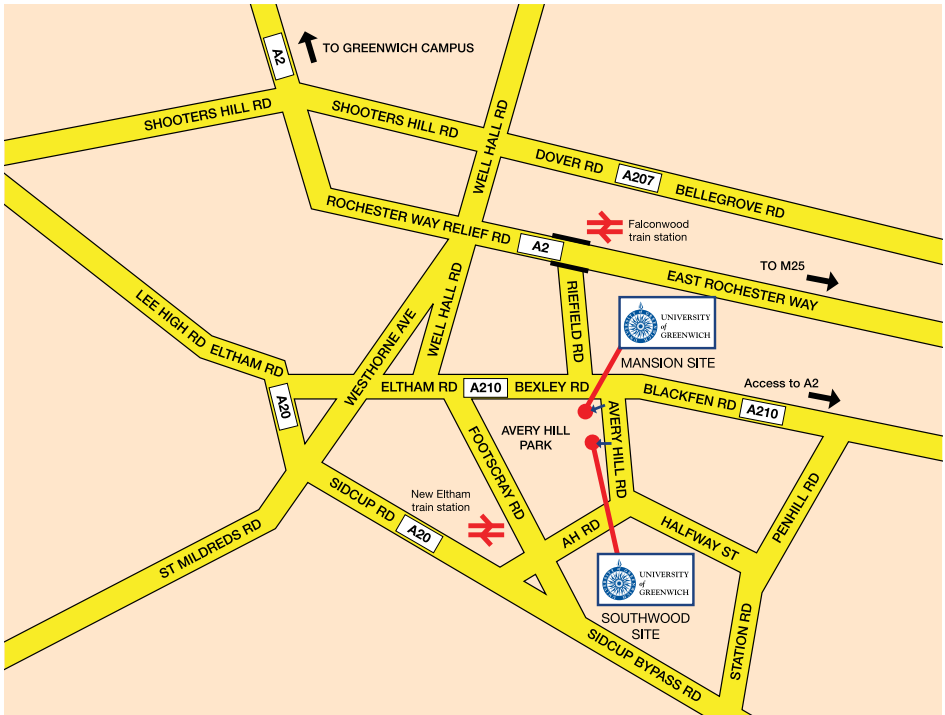 A2
TO GREENWICH CAMPUS
SHOOTERS HILL RD
SHOOTERS HILL RD
WELL HALL RD
DOVER RD
A207
BELLEGROVE RD
ROCHESTER WAY RELIEF RD
A2
Falconwood
train station
TO M25
EAST ROCHESTER WAY
LEE HIGH RD
ELTHAM RD
WESTHORNE AVE
WELL HALL RD
RIEFIELD RD
UNIVERSITY
of
GREENWICH
MANSION SITE
A20
ELTHAM RD
A210
BEXLEY RD
BLACKFEN RD
A210
Access to A2
AVERY HILL
PARK
AVERY HILL RD
FOOTSCRAY RD
New Eltham
train station
SIDCUP RD
A20
ST MILDREDS RD
AH RD
HALFWAY ST
PENHILL RD
UNIVERSITY
of
GREENWICH
SOUTHWOOD
SITE
STATION RD
SIDCUP BYPASS RD